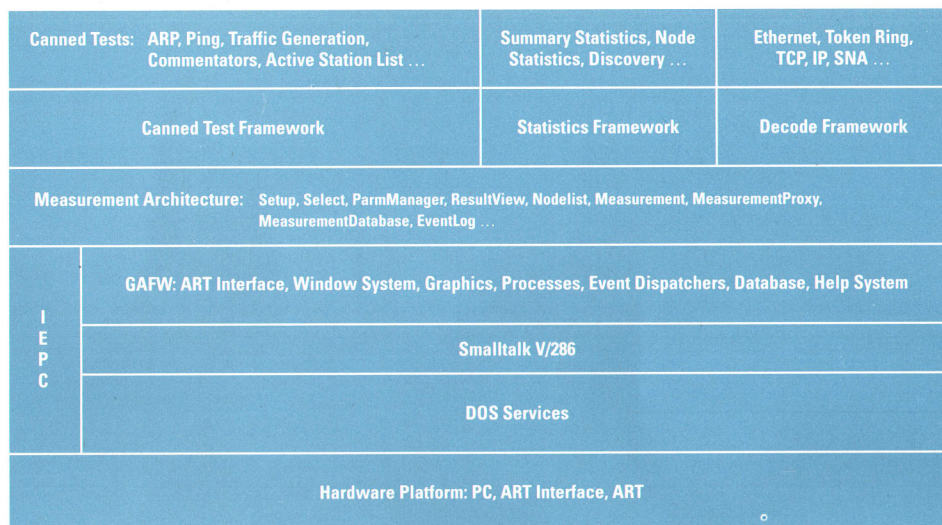 Canned Tests: ARP, Ping, Traffic Generation,
Commentators, Active Station List ...
Summary Statistics, Node
Statistics, Discovery ...
Ethernet, Token Ring,
TCP, IP, SNA ...
Canned Test Framework
Statistics Framework
Decode Framework
Measurement Architecture: Setup, Select, ParmManager, ResultView, Nodelist, Measurement, MeasurementProxy,
MeasurementDatabase, EventLog ...
I
E
P
C
GAFW: ART Interface, Window System, Graphics, Processes, Event Dispatchers, Database, Help System
Smalltalk V/286
DOS Services
Hardware Platform: PC, ART Interface, ART